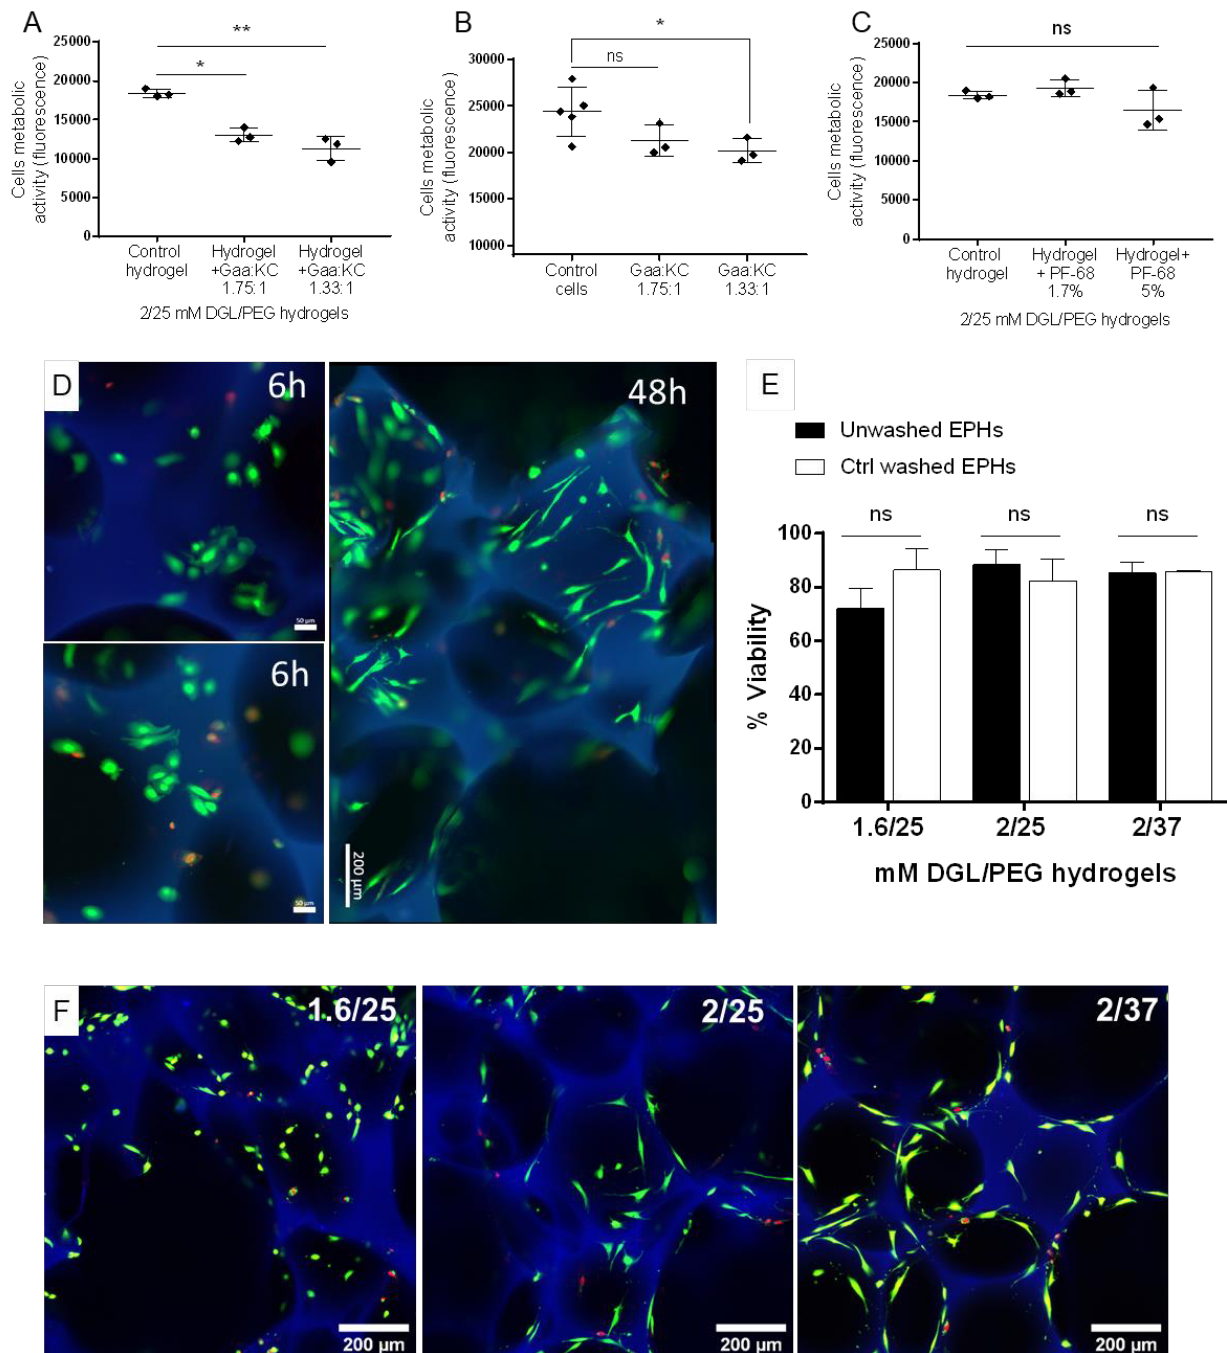 A
**
*
25000
20000
15000
10000
5000
0
Cells metabolic
activity (fluorescence)
Control
hydrogel
Hydrogel
+Gaa:KC
1.75:1
Hydrogel
+Gaa:KC
1.33:1
2/25 mM DGL/PEG hydrogels
B
*
ns
30000
25000
20000
15000
10000
Cells metabolic
activity (fluorescence)
Control
cells
Gaa:KC
1.75:1
Gaa:KC
1.33:1
C
ns
25000
20000
15000
10000
5000
0
Cells metabolic
activity (fluorescence)
Control
hydrogel
Hydrogel
+ PF-68
1.7%
Hydrogel+
PF-68
5%
2/25 mM DGL/PEG hydrogels
D
6h
50 µm
6h
50 µm
48h
200 µm
E
Unwashed EPHs
Ctrl washed EPHs
ns
ns
ns
100
80
60
40
20
0
% Viability
1.6/25
2/25
2/37
mM DGL/PEG hydrogels
F
1.6/25
200 µm
2/25
200 µm
2/37
200 µm